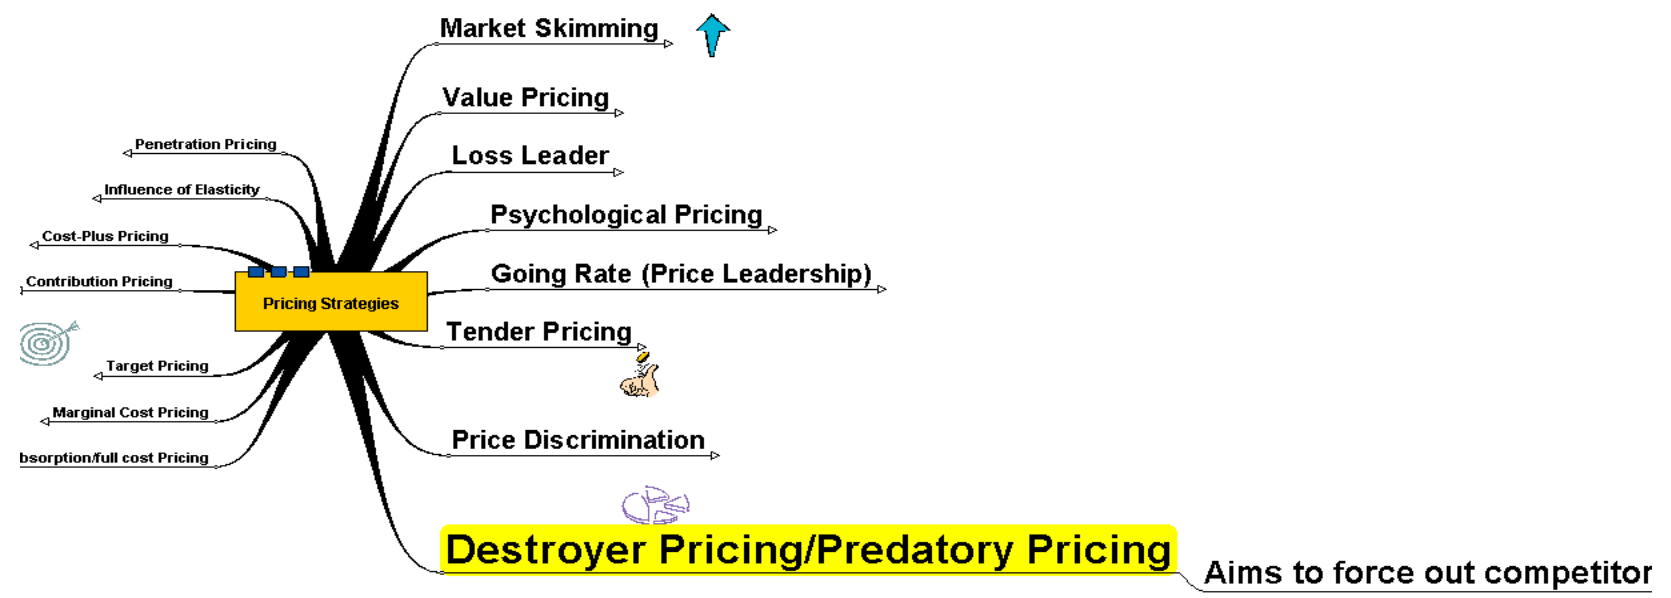 Market Skimming
Value Pricing
Loss Leader
Psychological Pricing
Going Rate (Price Leadership)
Tender Pricing
Price Discrimination
Destroyer Pricing/Predatory Pricing
Aims to force out competitor
Penetration Pricing
Influence of Elasticity
Cost-Plus Pricing
Contribution Pricing
Pricing Strategies
Target Pricing
Marginal Cost Pricing
bsorption/full cost Pricing